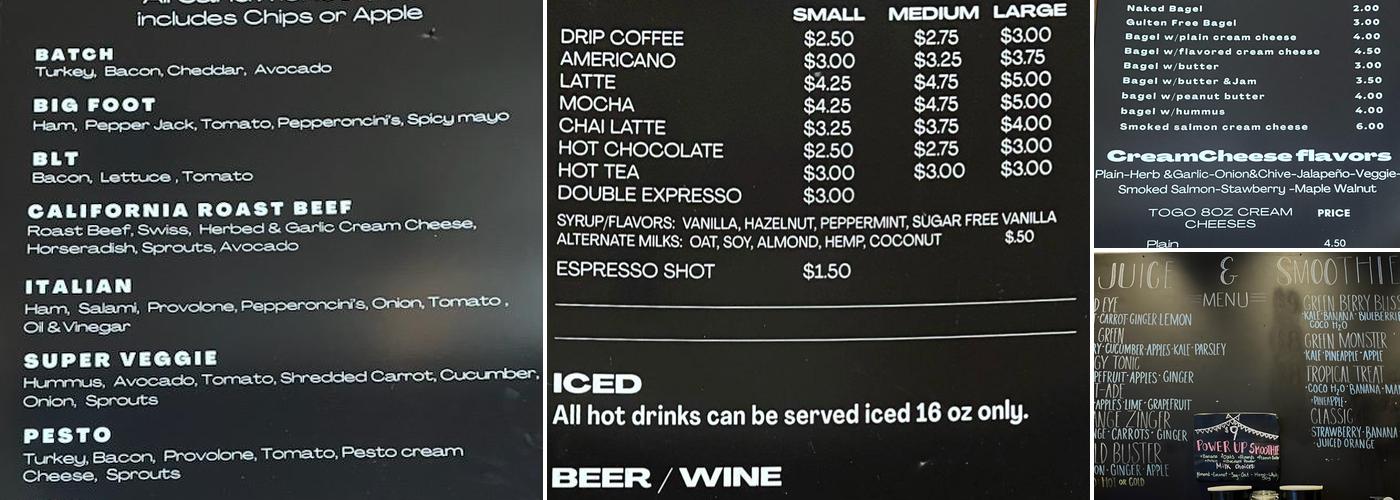 includes Chips or Apple
BATCH
Turkey, Bacon, Cheddar, Avocado
BIG FOOT
Ham, Pepper Jack, Tomato, Pepperoncini's, Spicy mayo
BLT
Bacon, Lettuce , Tomato
CALIFORNIA ROAST BEEF
Roast Beef, Swiss, Herbed & Garlic Cream Cheese,
Horseradish, Sprouts, Avocado
ITALIAN
Ham, Salami, Provolone, Pepperoncini's, Onion, Tomato ,
Oil & Vinegar
SUPER VEGGIE
Hummus, Avocado, Tomato, Shredded Carrot, Cucumber,
Onion, Sprouts
PESTO
Turkey, Bacon, Provolone, Tomato, Pesto cream
Cheese, Sprouts
SMALL MEDIUM LARGE
DRIP COFFEE $2.50 $2.75 $3.00
AMERICANO $3.00 $3.25 $3.75
LATTE $4.25 $4.75 $5.00
MOCHA $4.25 $4.75 $5.00
CHAI LATTE $3.25 $3.75 $4.00
HOT CHOCOLATE $2.50 $2.75 $3.00
HOT TEA $3.00 $3.00 $3.00
DOUBLE EXPRESSO $3.00
SYRUP/FLAVORS: VANILLA, HAZELNUT, PEPPERMINT, SUGAR FREE VANILLA
ALTERNATE MILKS: OAT, SOY, ALMOND, HEMP, COCONUT $.50
ESPRESSO SHOT $1.50
ICED
All hot drinks can be served iced 16 oz only.
BEER / WINE
Naked Bagel 2.00
Gulten Free Bagel 3.00
Bagel w/plain cream cheese 4.00
Bagel w/flavored cream cheese 4.50
Bagel w/butter 3.00
Bagel w/butter &Jam 3.50
bagel w/peanut butter 4.00
bagel w/hummus 4.00
Smoked salmon cream cheese 6.00
CreamCheese flavors
Plain-Herb &Garlic-Onion&Chive-Jalapeño-Veggie-
Smoked Salmon-Stawberry -Maple Walnut
TOGO 8OZ CREAM PRICE
CHEESES
Plain 4.50
JUICE & SMOOTHIE
MENU
EYE
CARROT·GINGER·LEMON
GREEN
CUCUMBER·APPLES·KALE·PARSLEY
TONIC
APPLES·GINGER
APPLES·LIME·GRAPEFRUIT
ZINGER
CARROTS·GINGER
BUSTER
GINGER·APPLE
HOT OR COLD
GREEN BERRY BLISS
KALE·BANANA·BLUEBERRIE
COCO H2O
GREEN MONSTER
KALE·PINEAPPLE·APPLE
TROPICAL TREAT
COCO H2O·BANANA·MAN
PINEAPPLE
CLASSIC
STRAWBERRY·BANANA
JUICED ORANGE
$9
POWER UP SMOOTHIE
Milk Choices